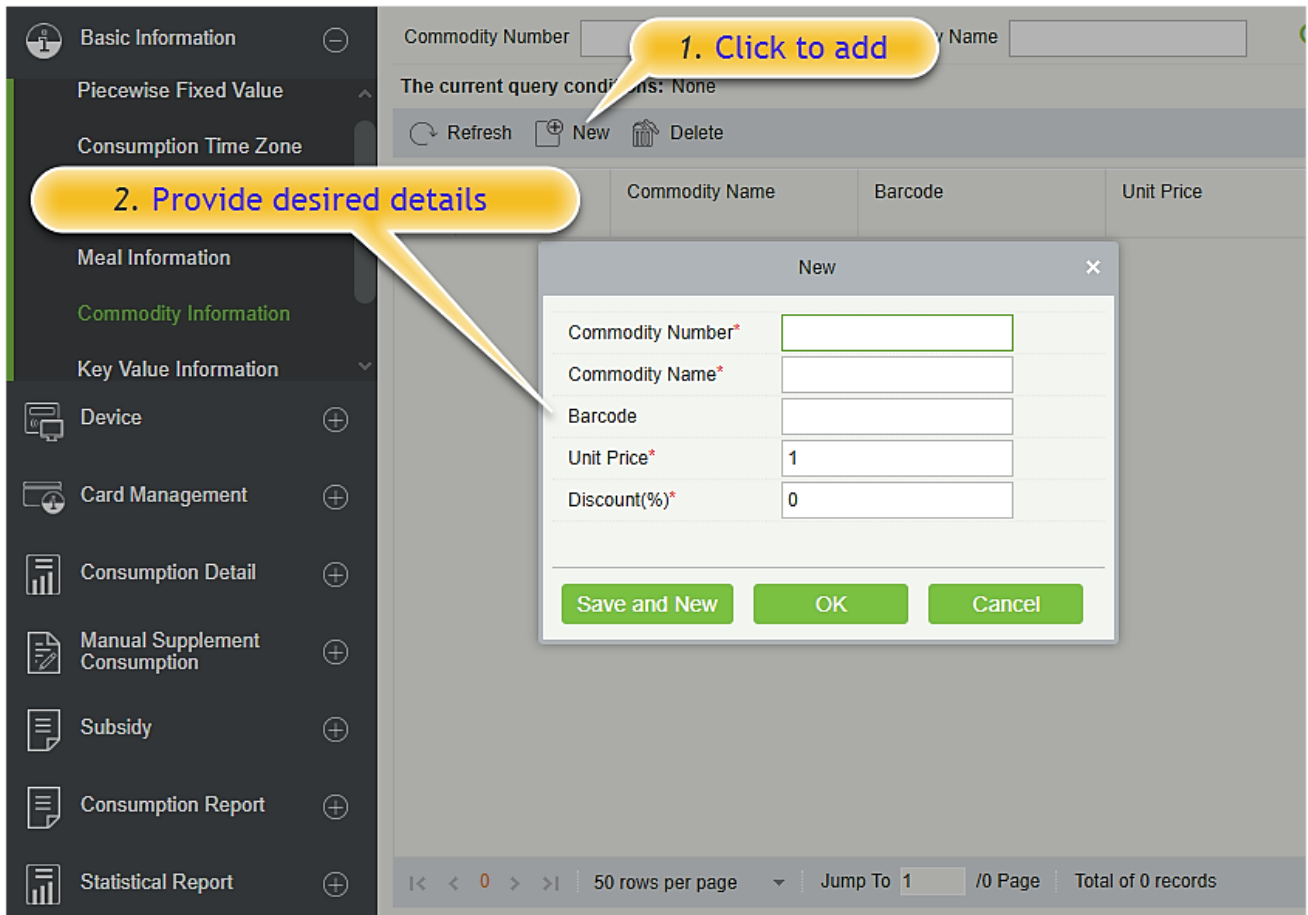 Basic Information
Piecewise Fixed Value
Consumption Time Zone
Meal Information
Commodity Information
Key Value Information
Device
Card Management
Consumption Detail
Manual Supplement
Consumption
Subsidy
Consumption Report
Statistical Report
Commodity Number
Name
1. Click to add
The current query None
Refresh New Delete
2. Provide desired details
Commodity Name Barcode Unit Price
New ×
Commodity Number*
Commodity Name*
Barcode
Unit Price* 1
Discount(%)* 0
Save and New OK Cancel
|< < 0 > >| 50 rows per page Jump To 1 /0 Page Total of 0 records